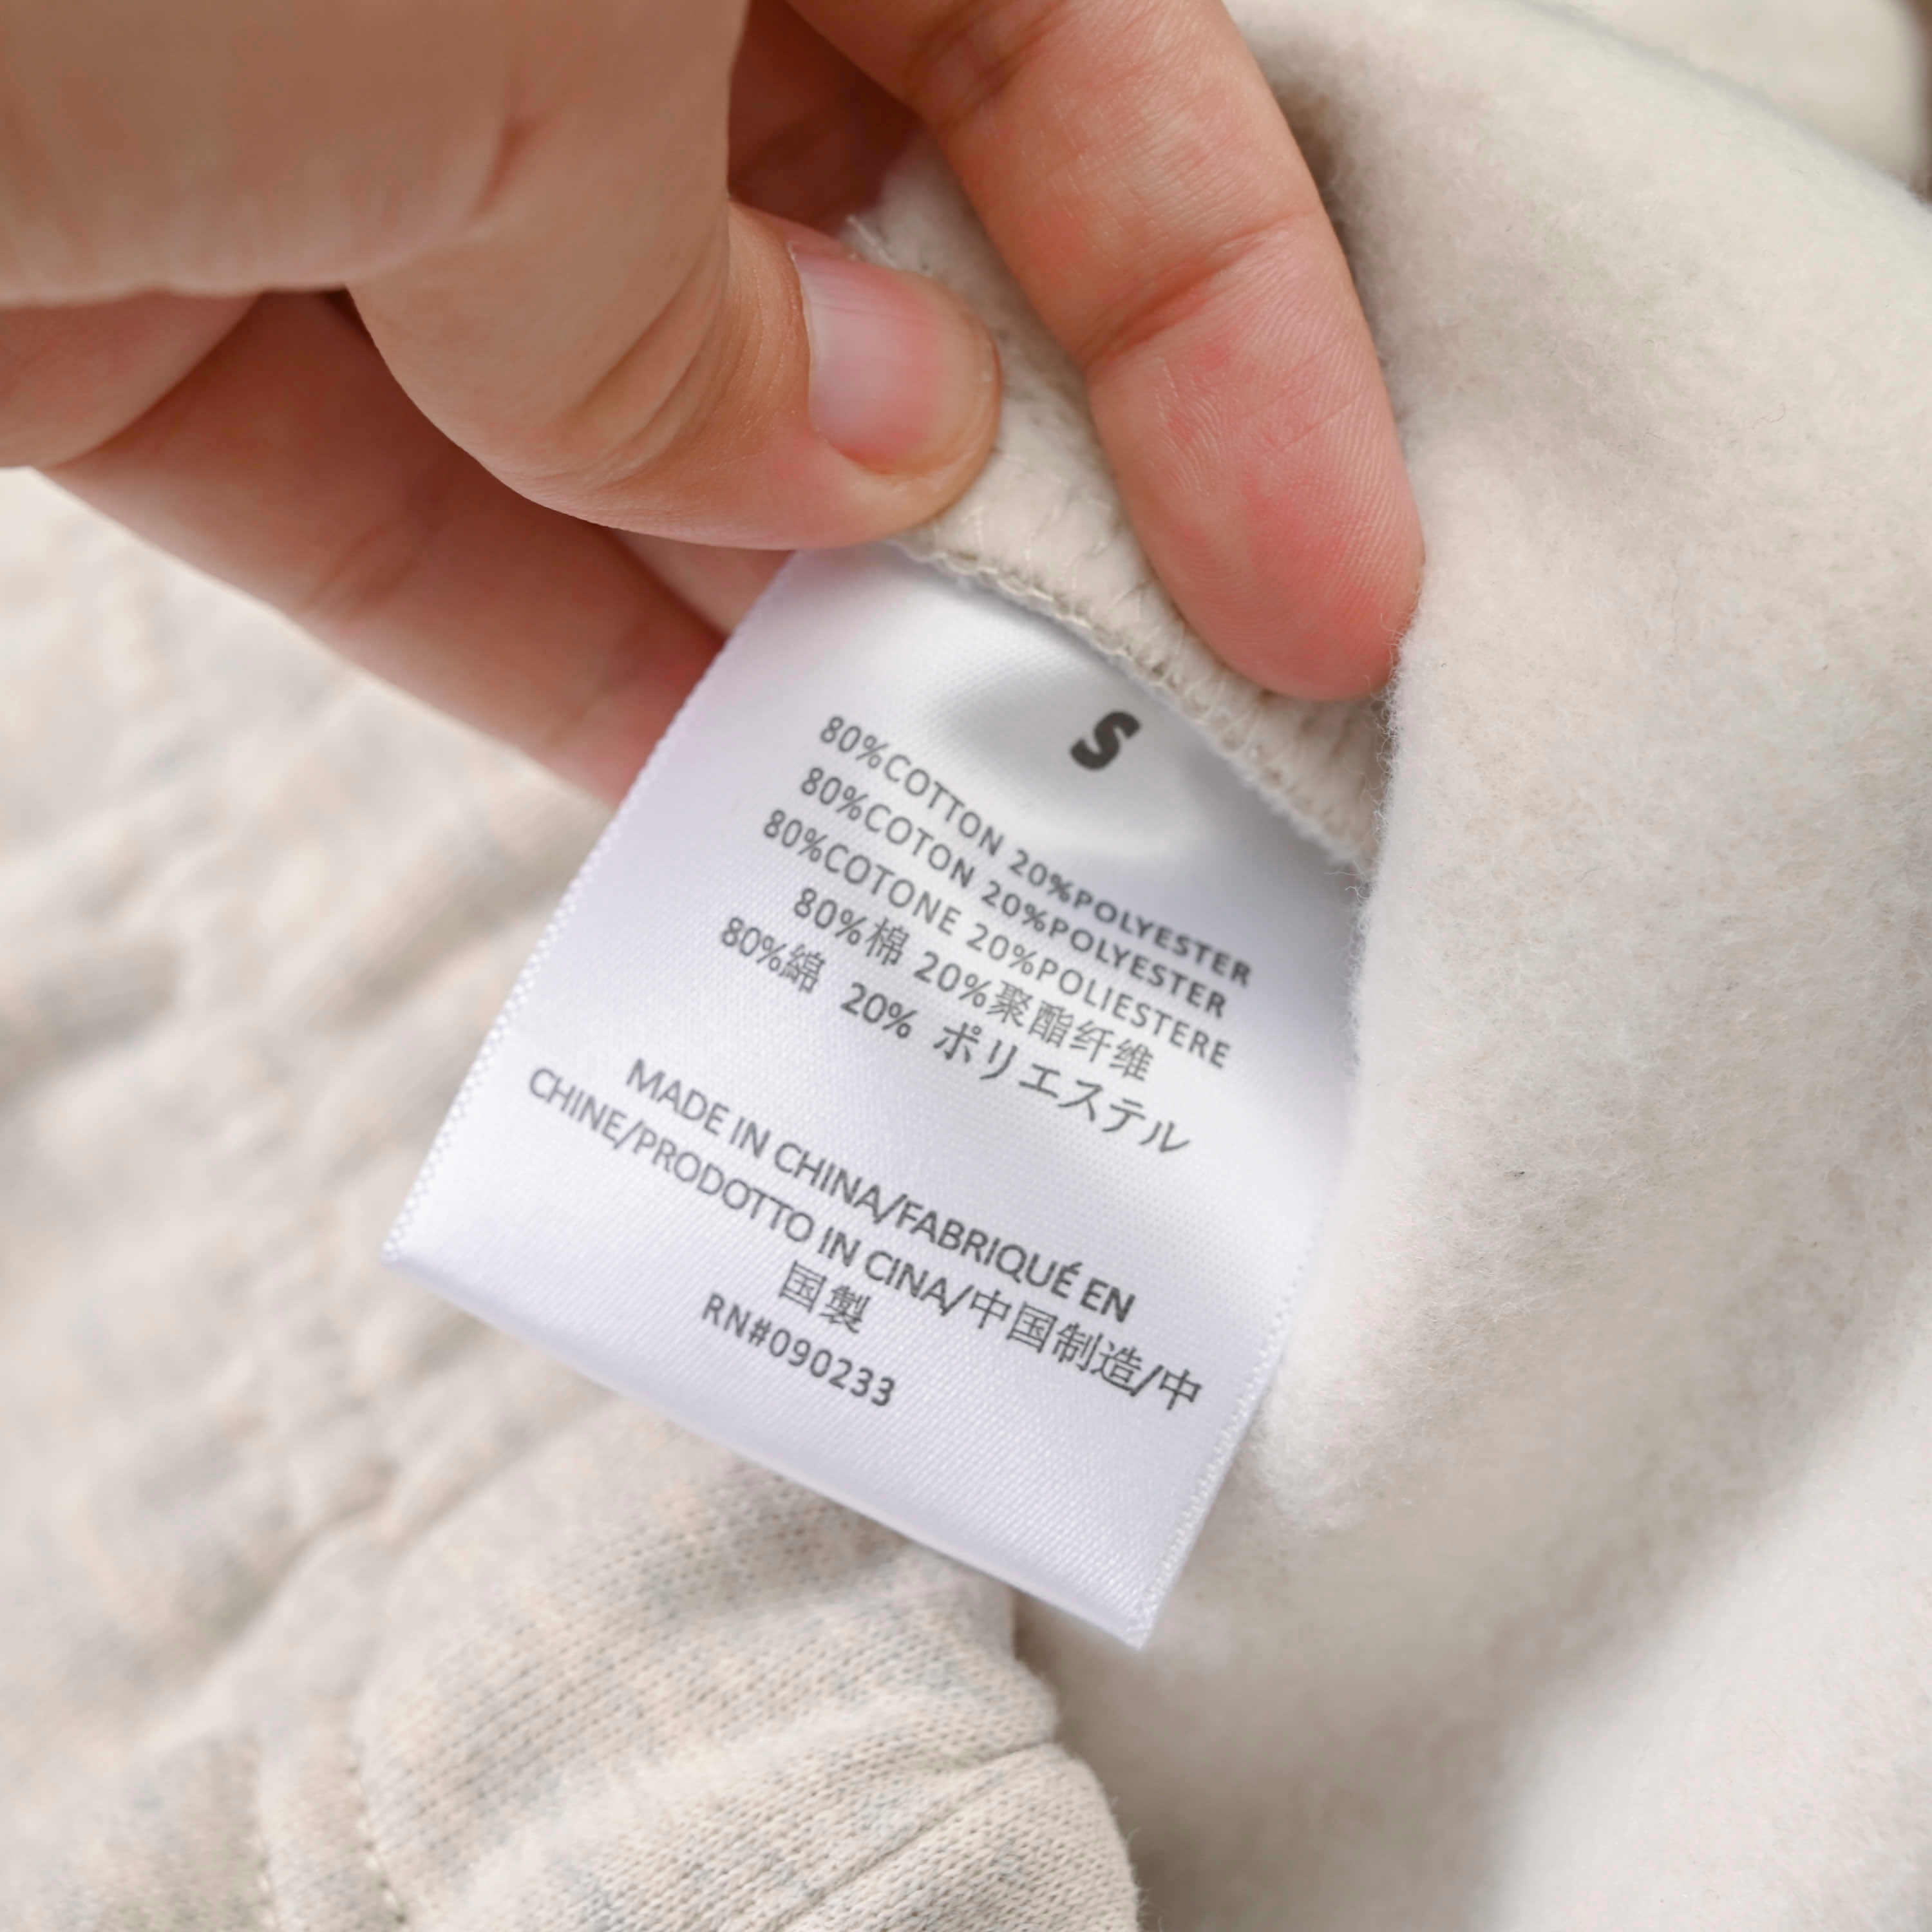 S
80%COTTON 20%POLYESTER
80%COTON 20%POLYESTER
80%COTONE 20%POLIESTERE
80%棉 20%聚酯纤维
80%綿 20% ポリエステル
MADE IN CHINA/FABRIQUÉ EN
CHINE/PRODOTTO IN CINA/中国制造/中
国製
RN#090233